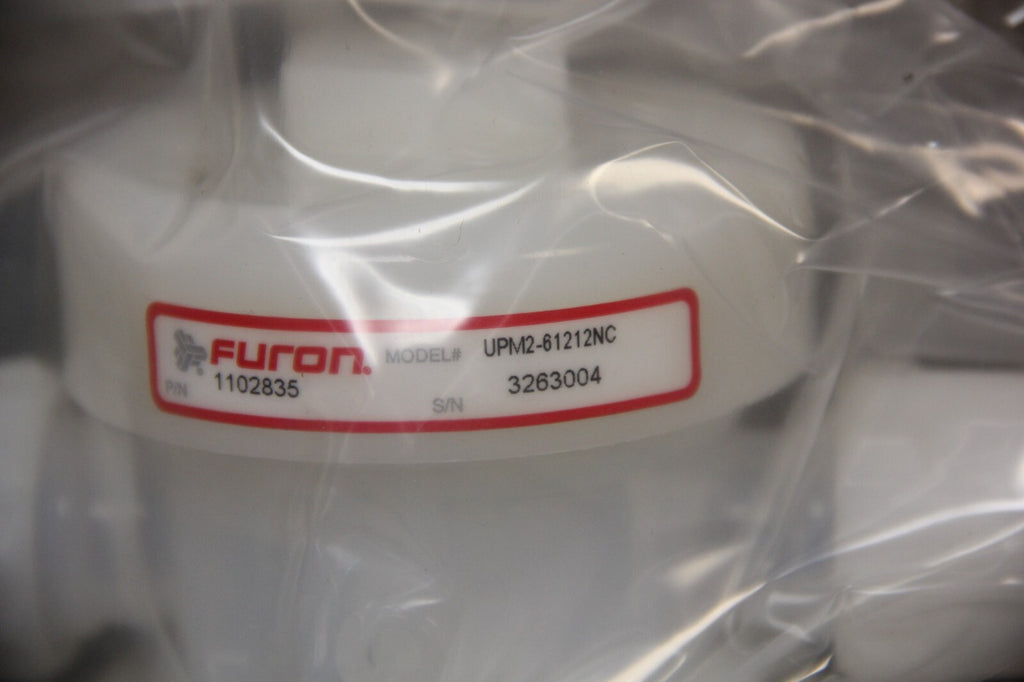 FURON. MODEL# UPM2-61212NC
P/N 1102835 S/N 3263004